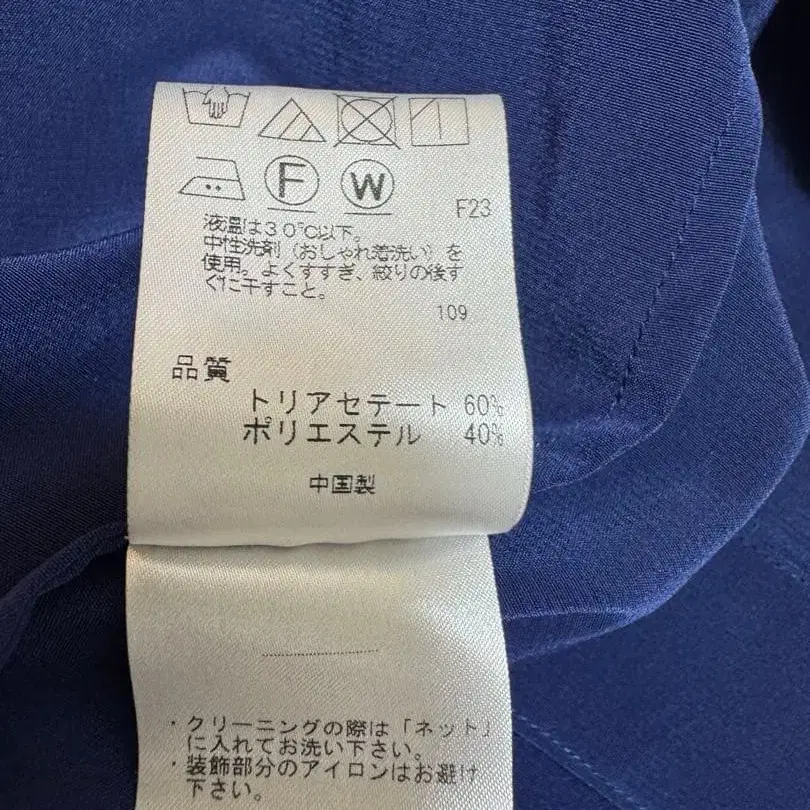 F W
F23
液温は30℃以下。
中性洗剤(おしゃれ着洗い)を
使用。よくすすぎ、絞りの後す
ぐに干すこと。
109
品質
トリアセテート 60%
ポリエステル 40%
中国製
・クリーニングの際は「ネット」
に入れてお洗い下さい。
・装飾部分のアイロンはお避け
下さい。